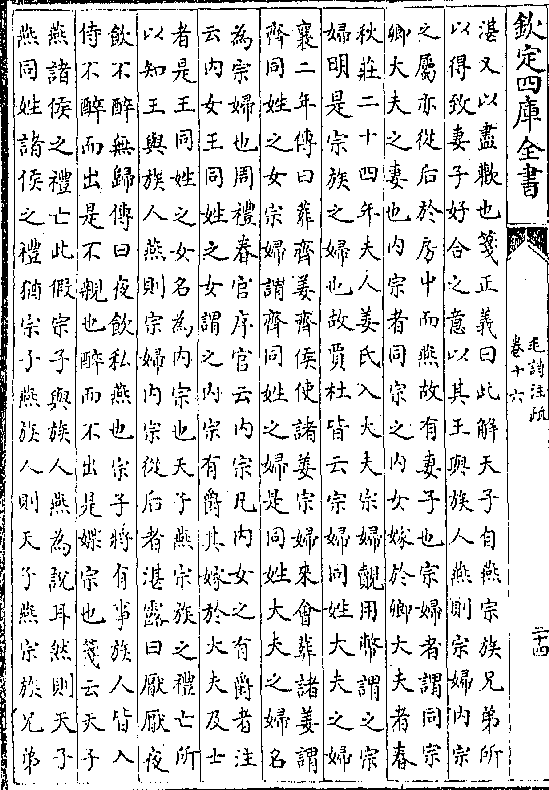 欽定四庫全書
毛詩注疏
卷十六
二十四
湛又以盡歡也箋正義曰此解天子自燕宗族兄弟所
以得致妻子好合之意以其王與族人燕則宗婦内宗
之屬亦從后於房中而燕故有妻子也宗婦者謂同宗
卿大夫之妻也内宗者同宗之内女嫁於卿大夫者春
秋莊二十四年夫人姜氏入大夫宗婦覿用幣謂之宗
婦明是宗族之婦也故賈杜皆云宗婦同姓大夫之婦
襄二年傳曰葬齊姜齊侯使諸姜宗婦來會葬諸姜謂
齊同姓之女宗婦謂齊同姓之婦是同姓大夫之婦名
為宗婦也周禮春官序官云内宗凡内女之有爵者注
云内女王同姓之女謂之内宗有爵其嫁於大夫及士
者是王同姓之女名為内宗也天子燕宗族之禮亡所
以知王與族人燕則宗婦内宗從后者湛露曰厭厭夜
飲不醉無歸傳曰夜飲私燕也宗子將有事族人皆入
侍不醉而出是不親也醉而不出是媟宗也箋云天子
燕諸侯之禮亡此假宗子與族人燕為説耳然則天子
燕同姓諸侯之禮猶宗子燕族人則天子燕宗族兄弟